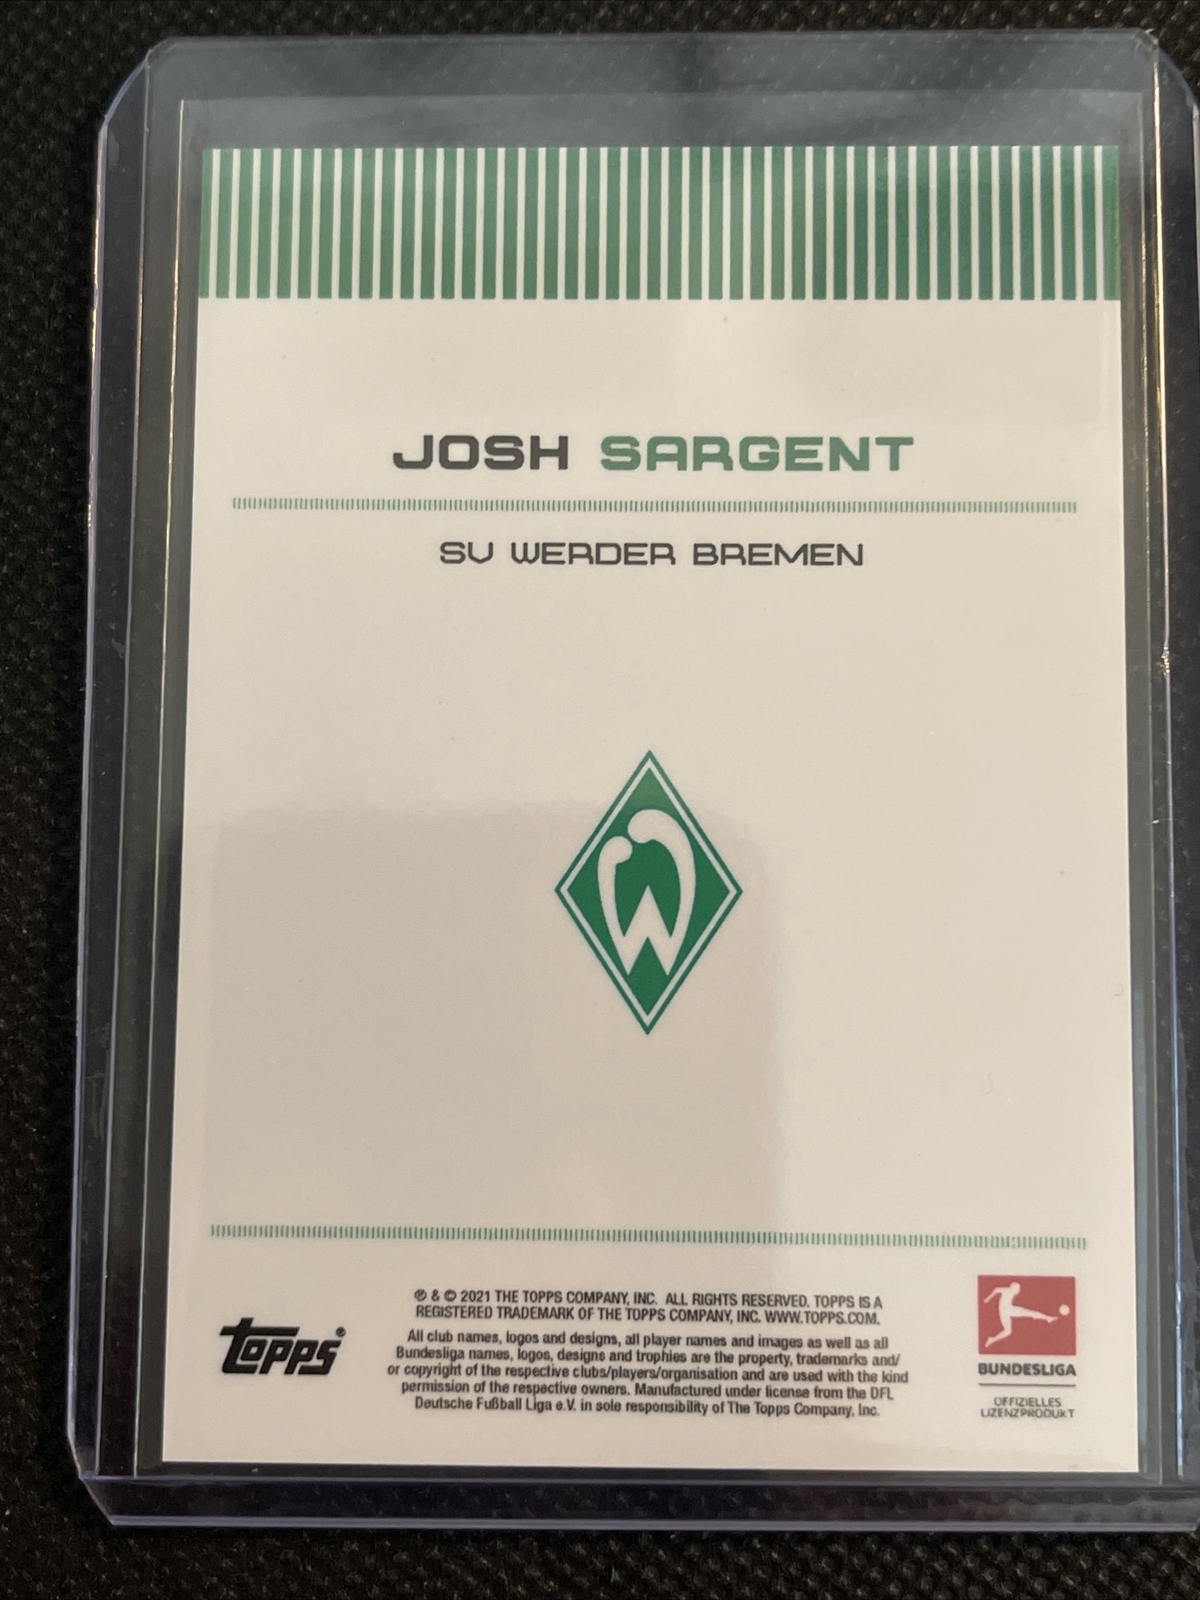 JOSH SARGENT
SV WERDER BREMEN
W
℗ & © 2021 THE TOPPS COMPANY, INC. ALL RIGHTS RESERVED. TOPPS IS A
REGISTERED TRADEMARK OF THE TOPPS COMPANY, INC. WWW.TOPPS.COM.
All club names, logos and designs, all player names and images as well as all
Bundesliga names, logos, designs and trophies are the property, trademarks and/
or copyright of the respective clubs/players/organisation and are used with the kind
permission of the respective owners. Manufactured under license from the DFL
Deutsche Fußball Liga e.V. in sole responsibility of The Topps Company, Inc.
topps®
BUNDESLIGA
OFFIZIELLES
LIZENZPRODUKT